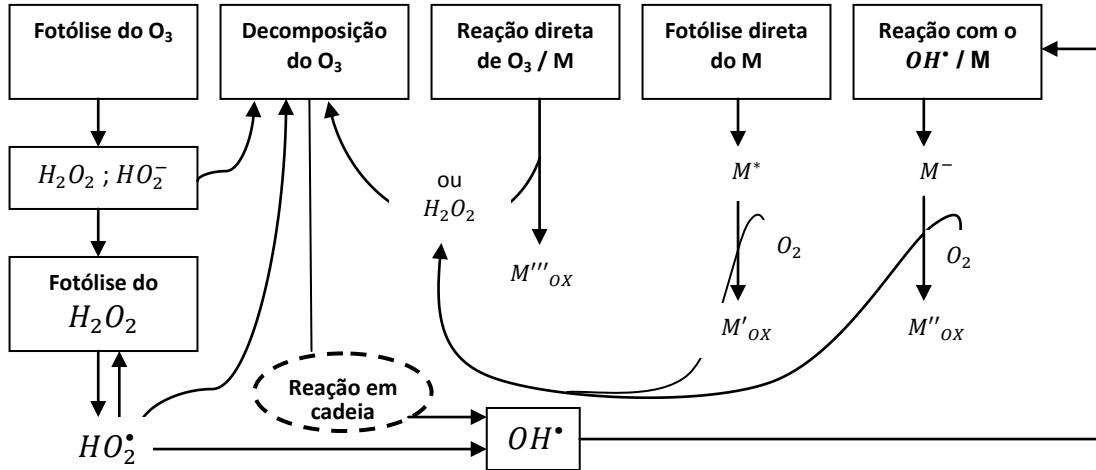 Fotólise do O₃
Decomposição
do O₃
Reação direta
de O₃ / M
Fotólise direta
do M
Reação com o
OH• / M
H₂O₂ ; HO₂⁻
ou
H₂O₂
M*
M⁻
O₂
O₂
Fotólise do
H₂O₂
M'''OX
M'OX
M''OX
Reação em
cadeia
HO₂•
OH•